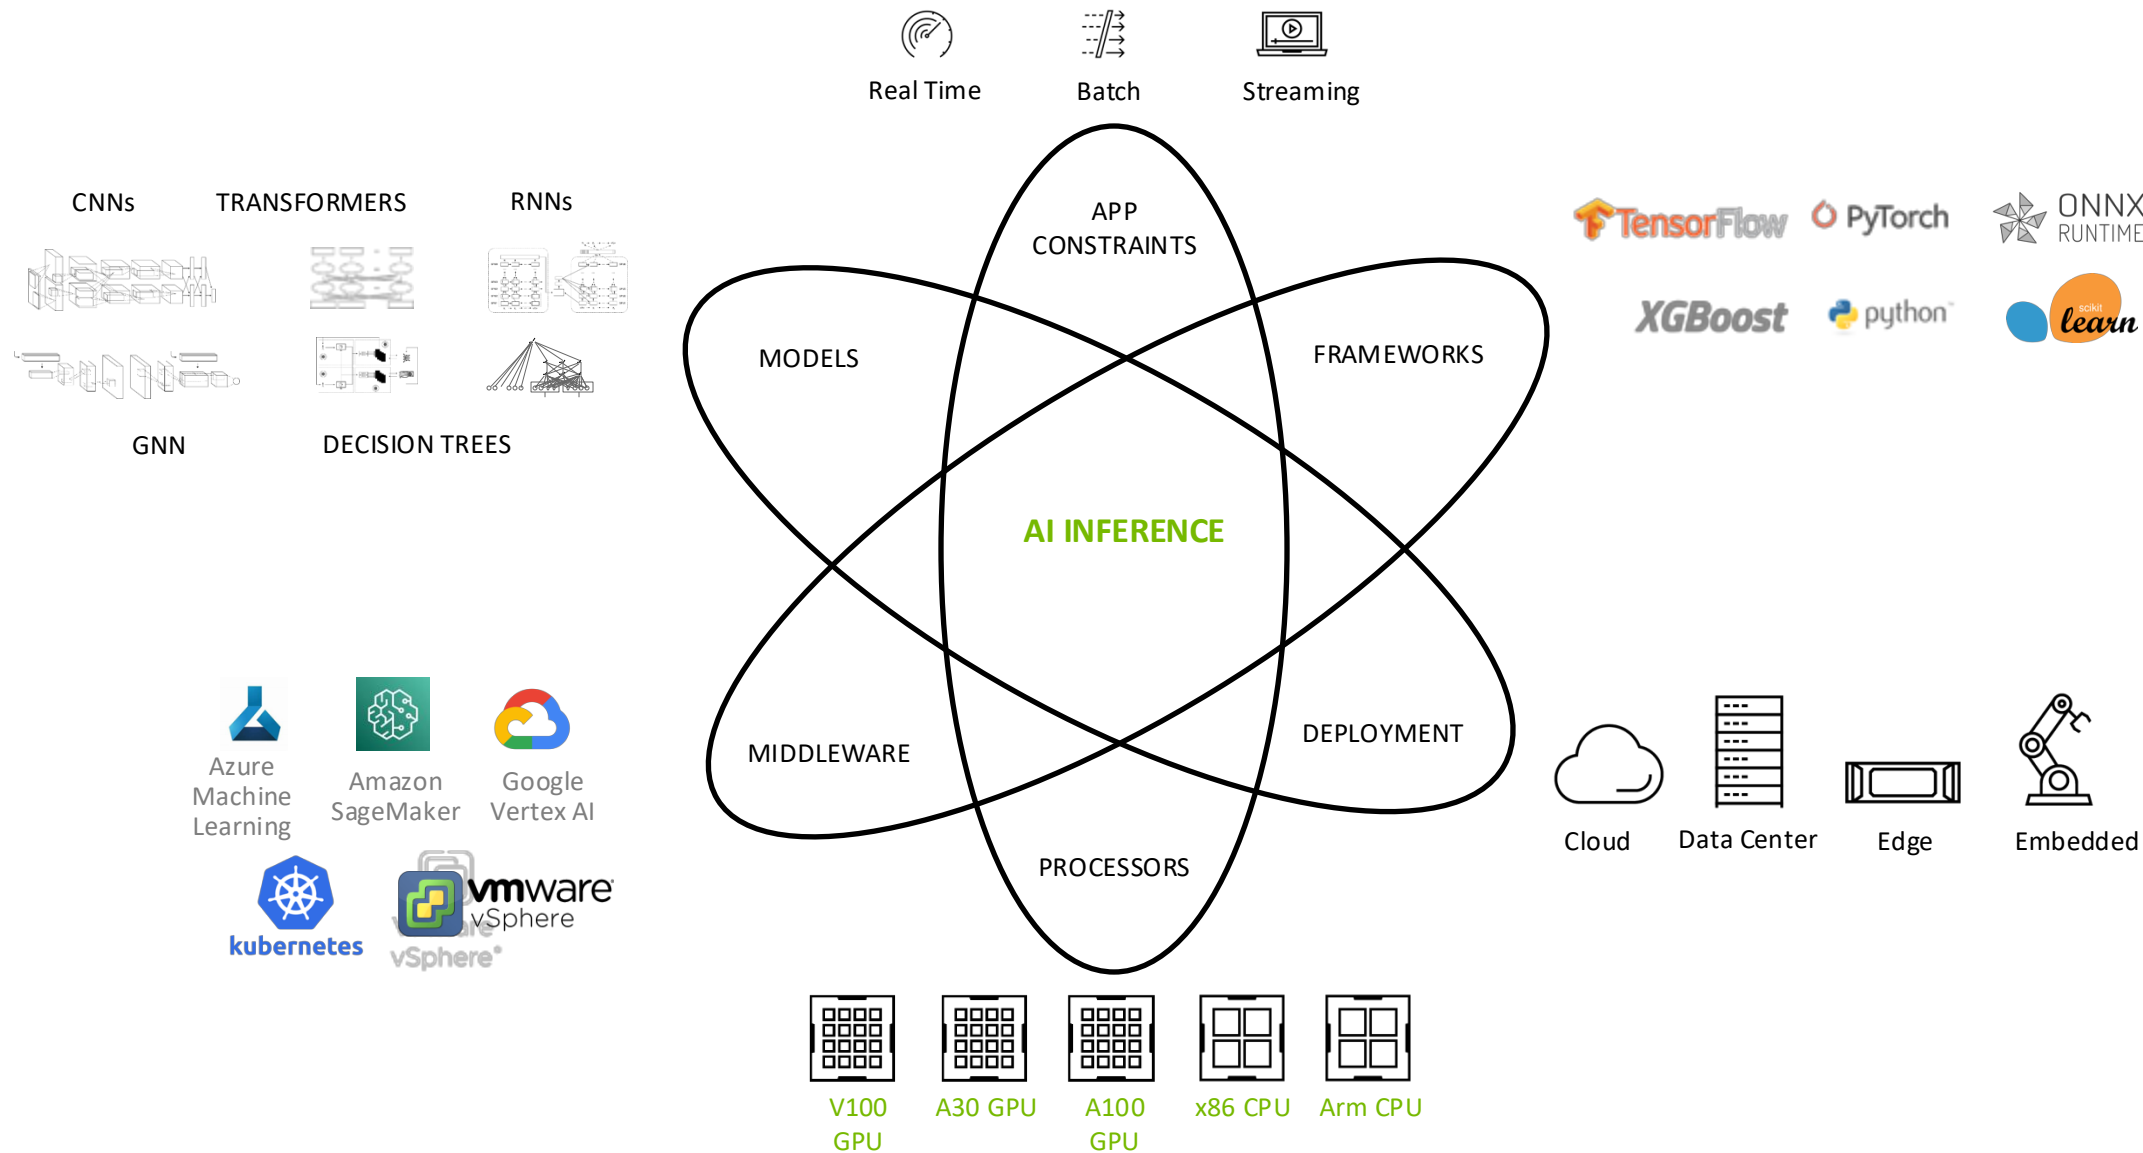 Real Time
Batch
Streaming
CNNs
TRANSFORMERS
RNNs
GNN
DECISION TREES
APP
CONSTRAINTS
MODELS
FRAMEWORKS
AI INFERENCE
MIDDLEWARE
DEPLOYMENT
PROCESSORS
TensorFlow
PyTorch
ONNX
RUNTIME
XGBoost
python
scikit
learn
Azure
Machine
Learning
Amazon
SageMaker
Google
Vertex AI
kubernetes
vmware
vSphere
vSphere
Cloud
Data Center
Edge
Embedded
V100
GPU
A30 GPU
A100
GPU
x86 CPU
Arm CPU